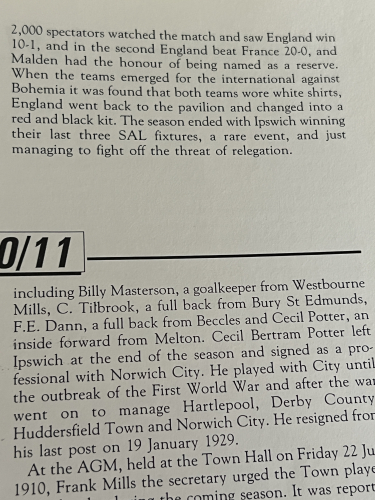 2,000 spectators watched the match and saw England win
10-1, and in the second England beat France 20-0, and
Malden had the honour of being named as a reserve.
When the teams emerged for the international against
Bohemia it was found that both teams wore white shirts,
England went back to the pavilion and changed into a
red and black kit. The season ended with Ipswich winning
their last three SAL fixtures, a rare event, and just
managing to fight off the threat of relegation.
0/11
including Billy Masterson, a goalkeeper from Westbourne
Mills, C. Tilbrook, a full back from Bury St Edmunds,
F.E. Dann, a full back from Beccles and Cecil Potter, an
inside forward from Melton. Cecil Bertram Potter left
Ipswich at the end of the season and signed as a pro-
fessional with Norwich City. He played with City until
the outbreak of the First World War and after the war
went on to manage Hartlepool, Derby County
Huddersfield Town and Norwich City. He resigned from
his last post on 19 January 1929.
At the AGM, held at the Town Hall on Friday 22 Ju
1910, Frank Mills the secretary urged the Town playe
the coming season. It was report